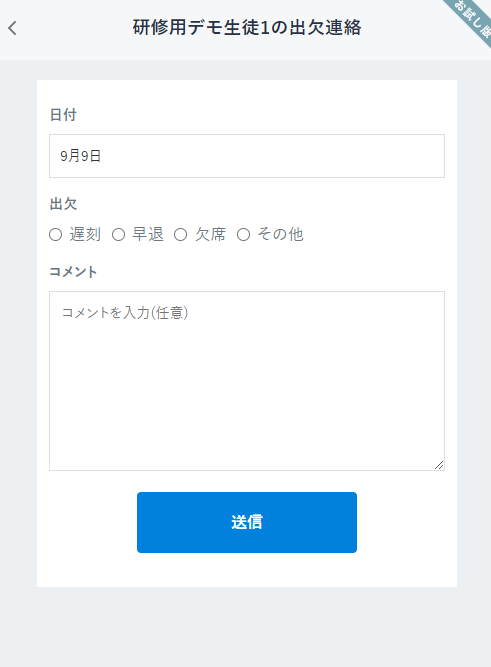 研修用デモ生徒1の出欠連絡
お試し版
日付
9月9日
出欠
遅刻 早退 欠席 その他
コメント
コメントを入力(任意)
送信